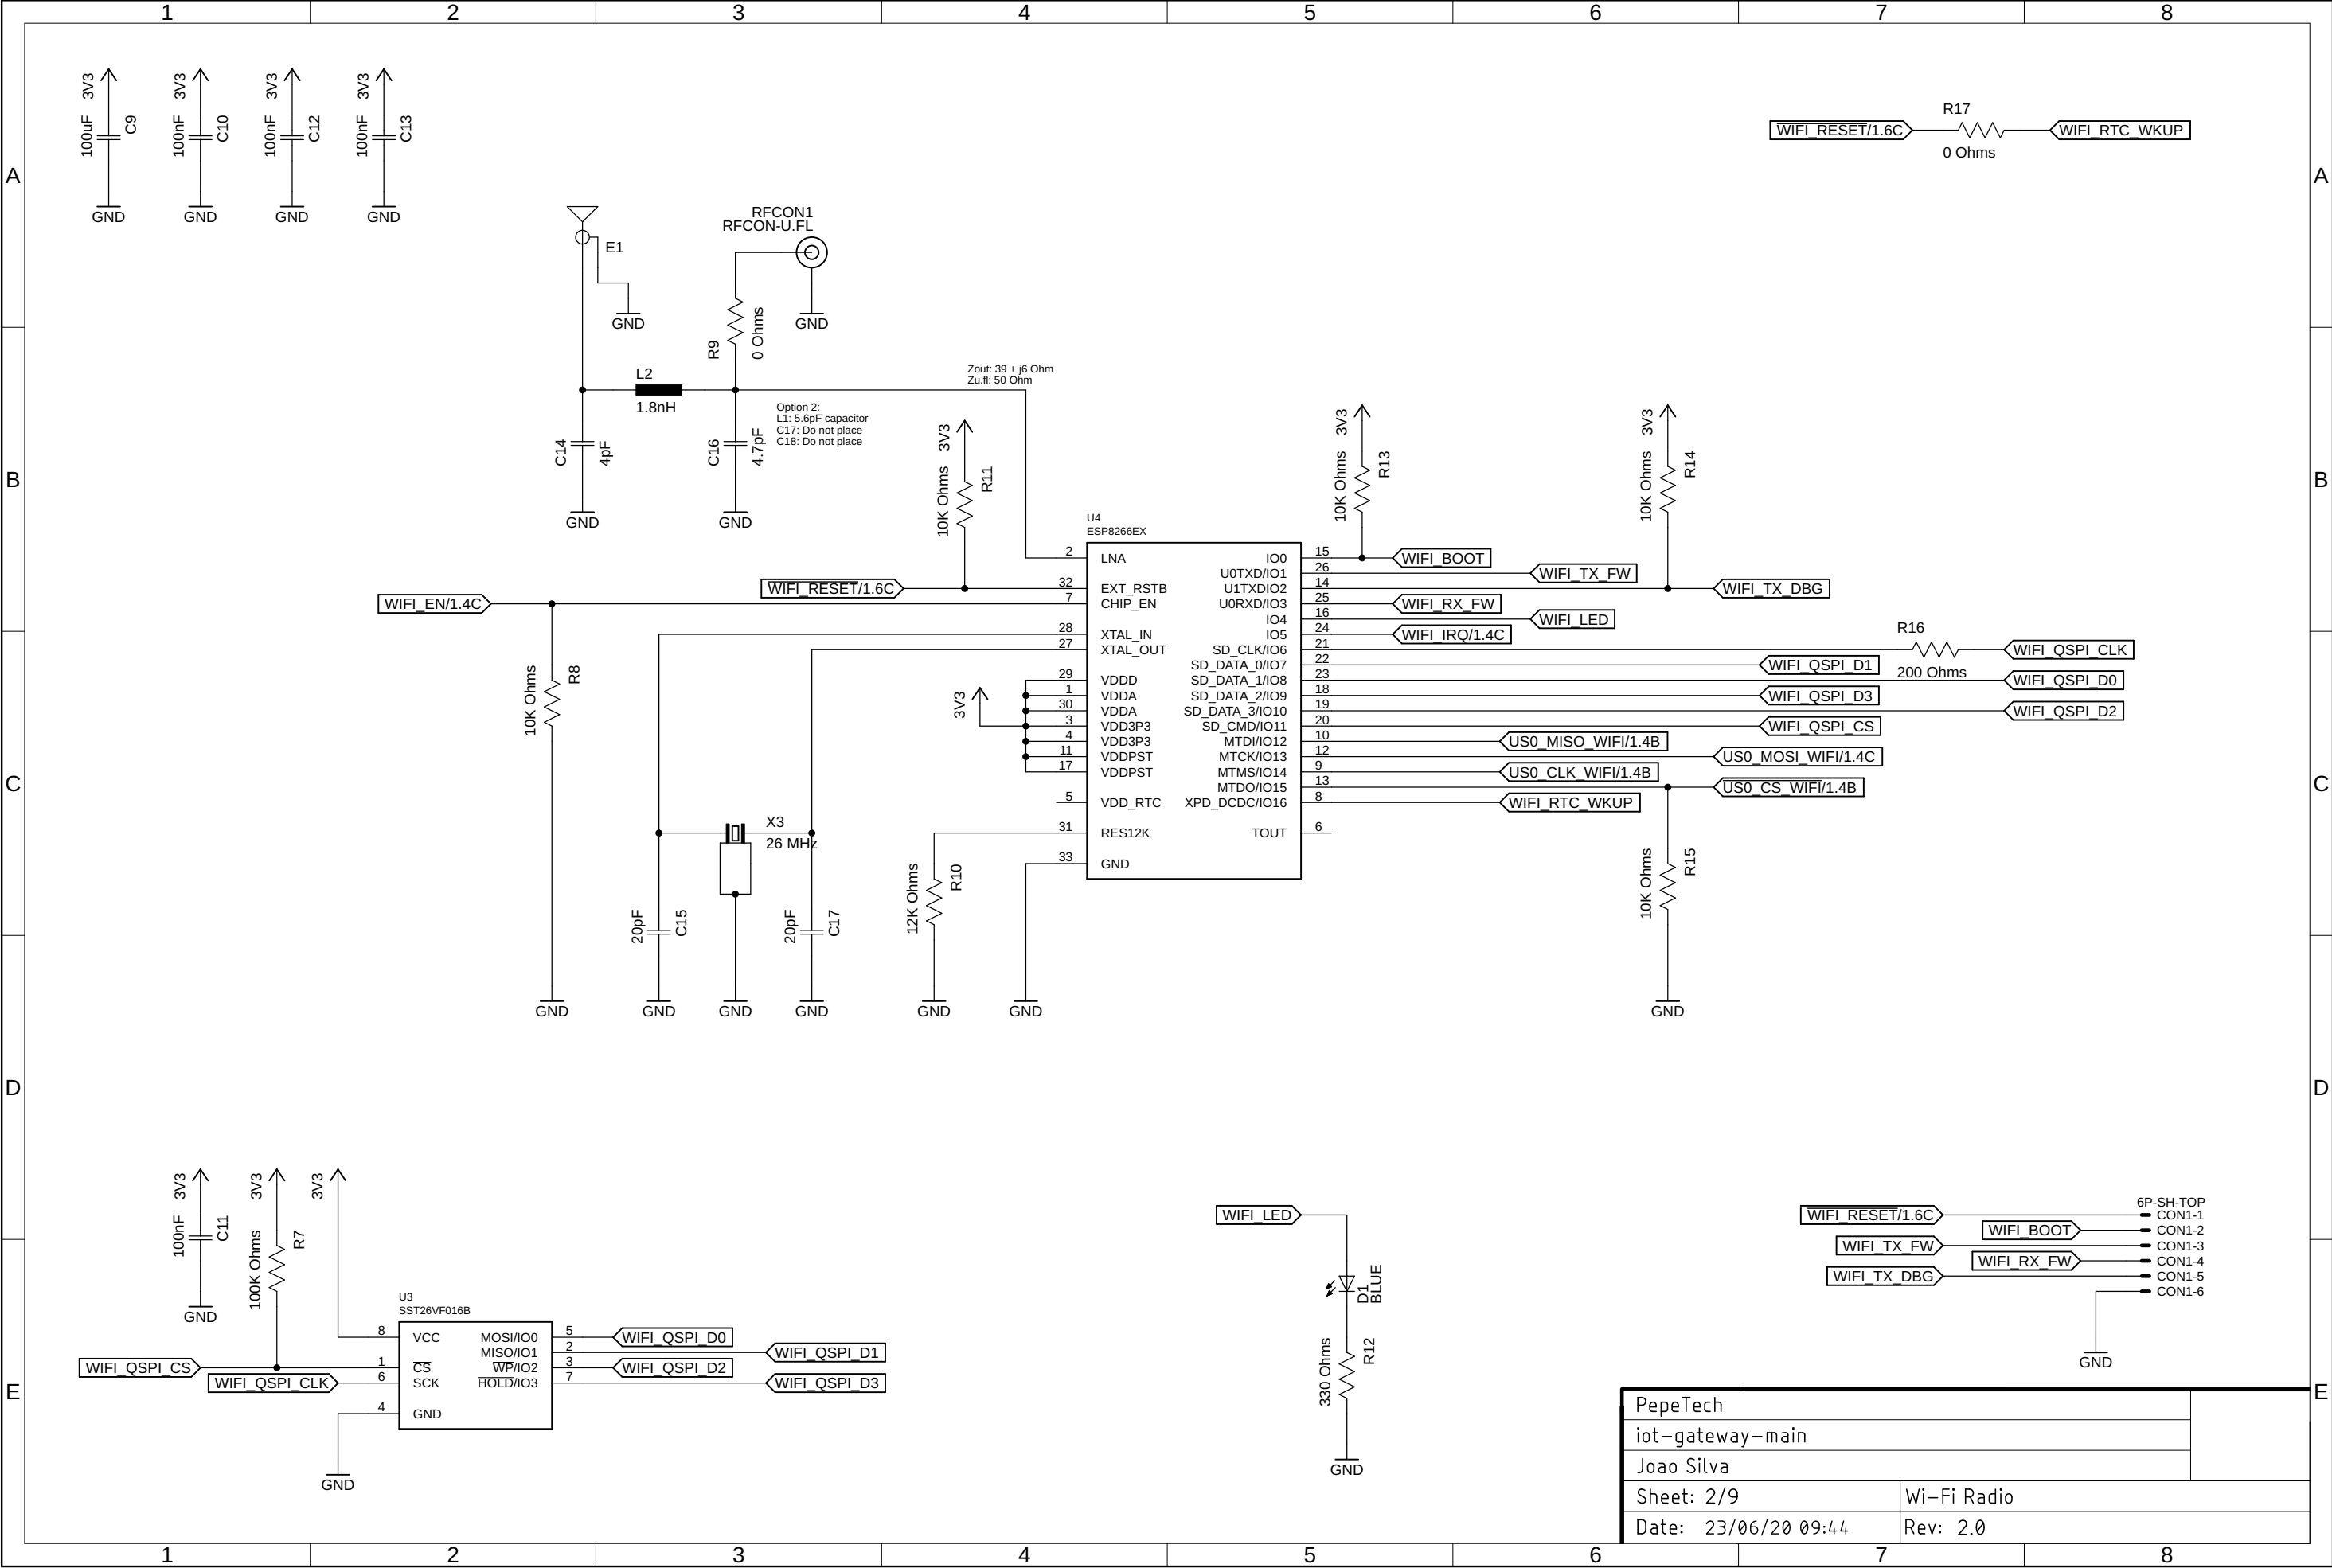 1 2 3 4 5 6 7 8
A
B
C
D
E
A
B
C
D
E
3V3 100uF C9 GND
3V3 100nF C10 GND
3V3 100nF C12 GND
3V3 100nF C13 GND
R17
WIFI_RESET/1.6C WIFI_RTC_WKUP
0 Ohms
RFCON1
RFCON-U.FL
E1
GND
GND
R9 0 Ohms
L2
1.8nH
Zout: 39 + j6 Ohm
Zu.fl: 50 Ohm
Option 2:
L1: 5.6pF capacitor
C17: Do not place
C18: Do not place
C14 4pF
GND
C16 4.7pF
GND
3V3
10K Ohms R11
3V3
10K Ohms R13
3V3
10K Ohms R14
U4
ESP8266EX
2 LNA
32 EXT_RSTB
7 CHIP_EN
28 XTAL_IN
27 XTAL_OUT
29 VDDD
1 VDDA
30 VDDA
3 VDD3P3
4 VDD3P3
11 VDDPST
17 VDDPST
5 VDD_RTC
31 RES12K
33 GND
IO0 15 WIFI_BOOT
U0TXD/IO1 26 WIFI_TX_FW
U1TXDIO2 14 WIFI_TX_DBG
U0RXD/IO3 25 WIFI_RX_FW
IO4 16 WIFI_LED
IO5 24 WIFI_IRQ/1.4C
SD_CLK/IO6 21 WIFI_QSPI_CLK
SD_DATA_0/IO7 22 WIFI_QSPI_D1
SD_DATA_1/IO8 23 WIFI_QSPI_D0
SD_DATA_2/IO9 18 WIFI_QSPI_D3
SD_DATA_3/IO10 19 WIFI_QSPI_D2
SD_CMD/IO11 20 WIFI_QSPI_CS
MTDI/IO12 10 US0_MISO_WIFI/1.4B
MTCK/IO13 12 US0_MOSI_WIFI/1.4C
MTMS/IO14 9 US0_CLK_WIFI/1.4B
MTDO/IO15 13 US0_CS_WIFI/1.4B
XPD_DCDC/IO16 8 WIFI_RTC_WKUP
TOUT 6
R16
200 Ohms
WIFI_RESET/1.6C
WIFI_EN/1.4C
10K Ohms R8
GND
3V3
X3
26 MHz
20pF C15
GND
GND
20pF C17
GND
12K Ohms R10
GND
GND
10K Ohms R15
GND
3V3
100nF C11
GND
3V3
100K Ohms R7
3V3
U3
SST26VF016B
WIFI_QSPI_CS
WIFI_QSPI_CLK
8 VCC
1 CS
6 SCK
4 GND
MOSI/IO0 5 WIFI_QSPI_D0
MISO/IO1 2 WIFI_QSPI_D1
WP/IO2 3 WIFI_QSPI_D2
HOLD/IO3 7 WIFI_QSPI_D3
GND
WIFI_LED
D1
BLUE
330 Ohms R12
GND
6P-SH-TOP
WIFI_RESET/1.6C CON1-1
WIFI_BOOT CON1-2
WIFI_TX_FW CON1-3
WIFI_RX_FW CON1-4
WIFI_TX_DBG CON1-5
CON1-6
GND
PepeTech
iot-gateway-main
Joao Silva
Sheet: 2/9 Wi-Fi Radio
Date: 23/06/20 09:44 Rev: 2.0
1 2 3 4 5 6 7 8